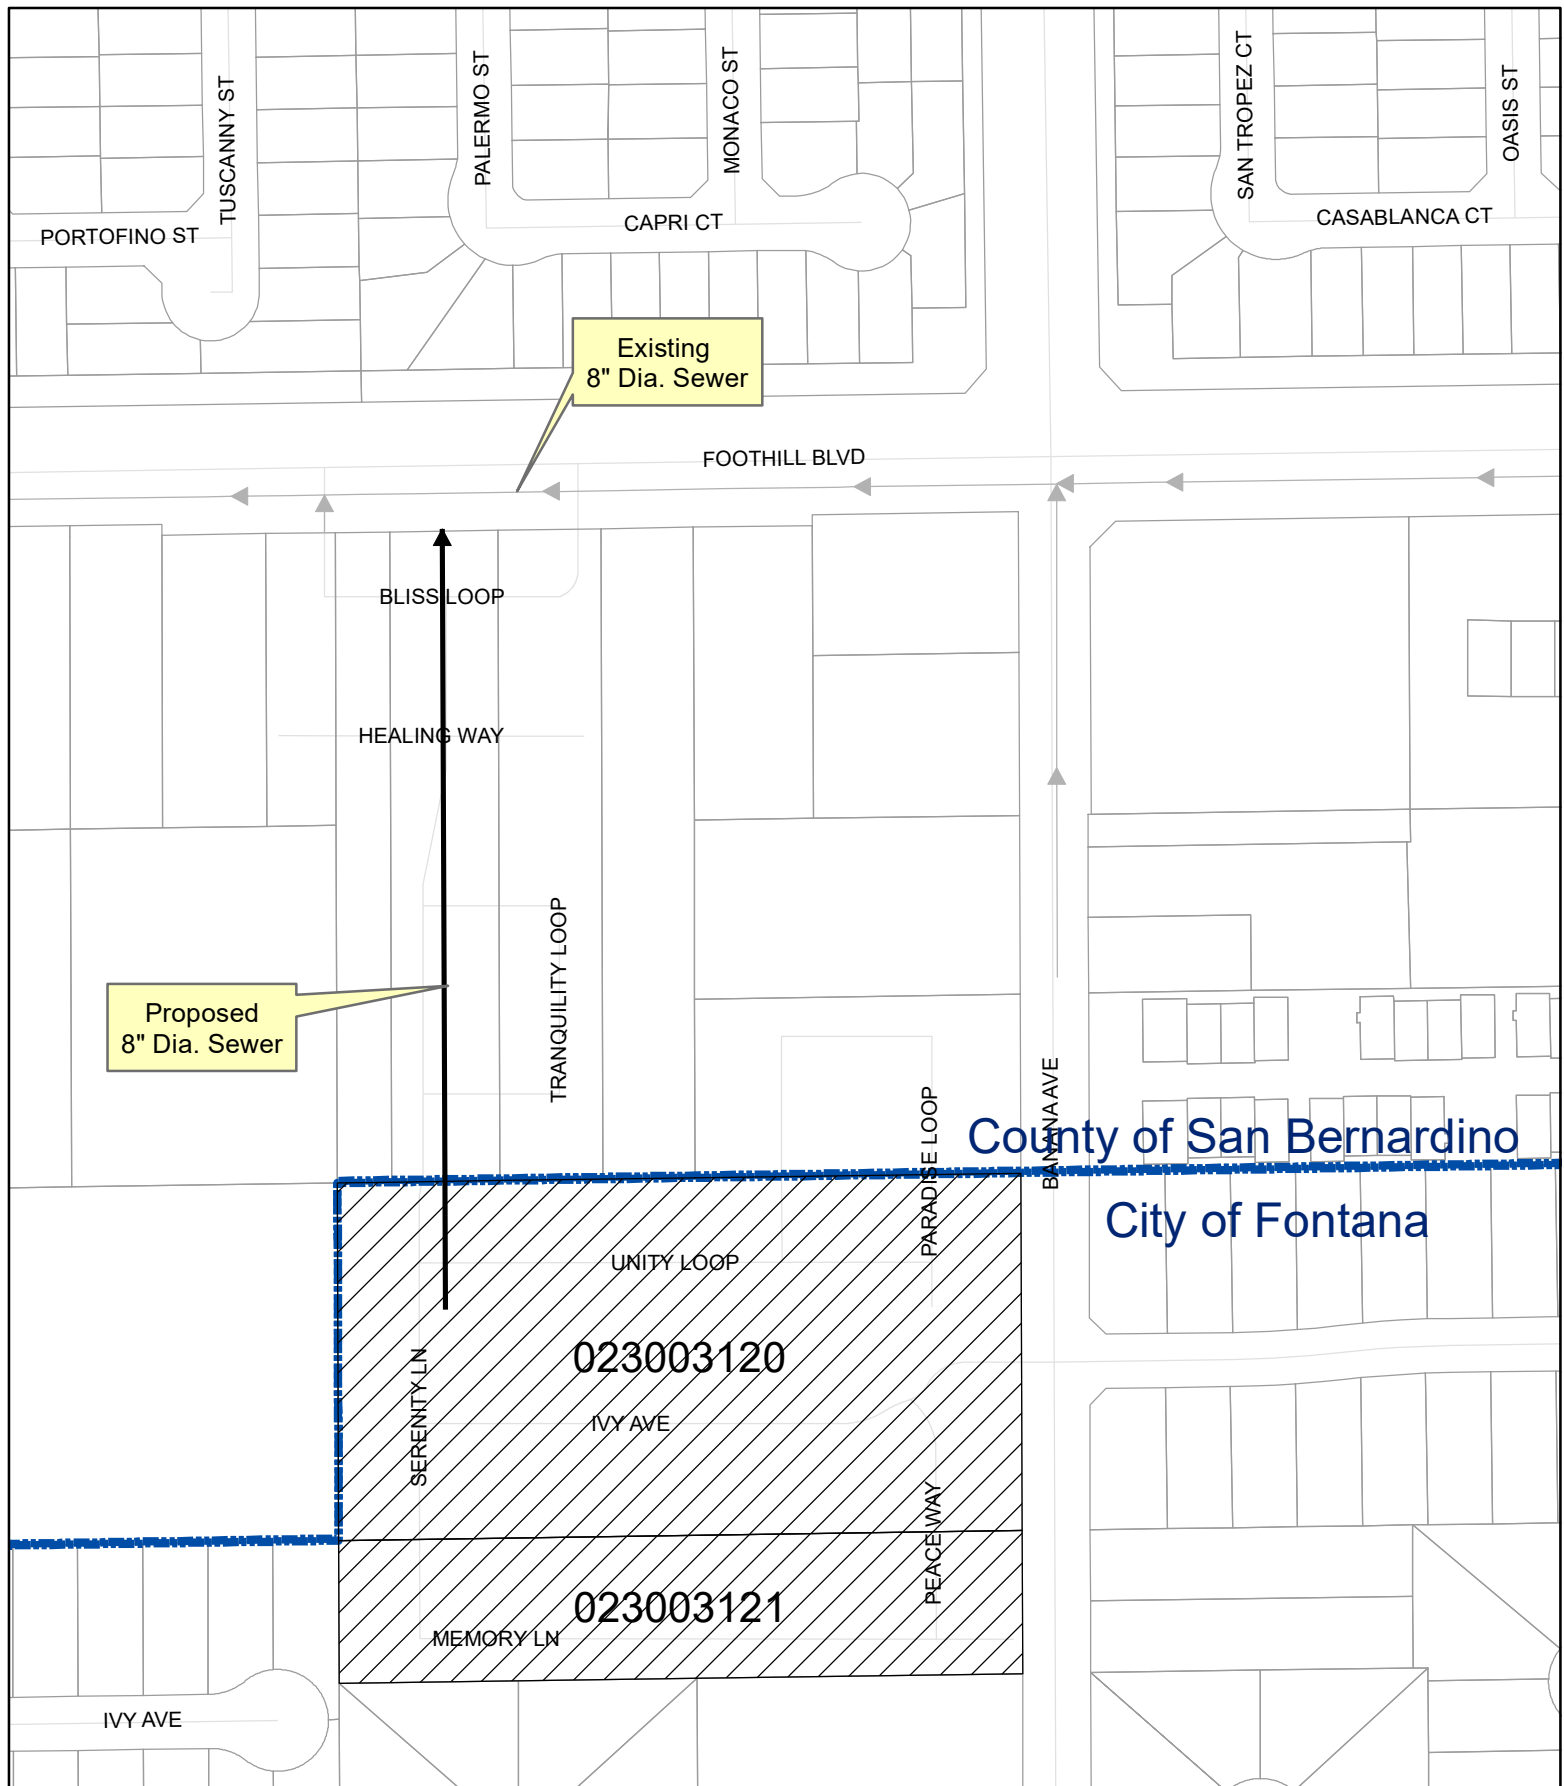 TUSCANNY ST
PALERMO ST
MONACO ST
SAN TROPEZ CT
OASIS ST
PORTOFINO ST
CAPRI CT
CASABLANCA CT
Existing
8" Dia. Sewer
FOOTHILL BLVD
BLISS LOOP
HEALING WAY
TRANQUILITY LOOP
Proposed
8" Dia. Sewer
PARADISE LOOP
BANANA AVE
County of San Bernardino
City of Fontana
UNITY LOOP
023003120
SERENITY LN
IVY AVE
PEACE WAY
023003121
MEMORY LN
IVY AVE